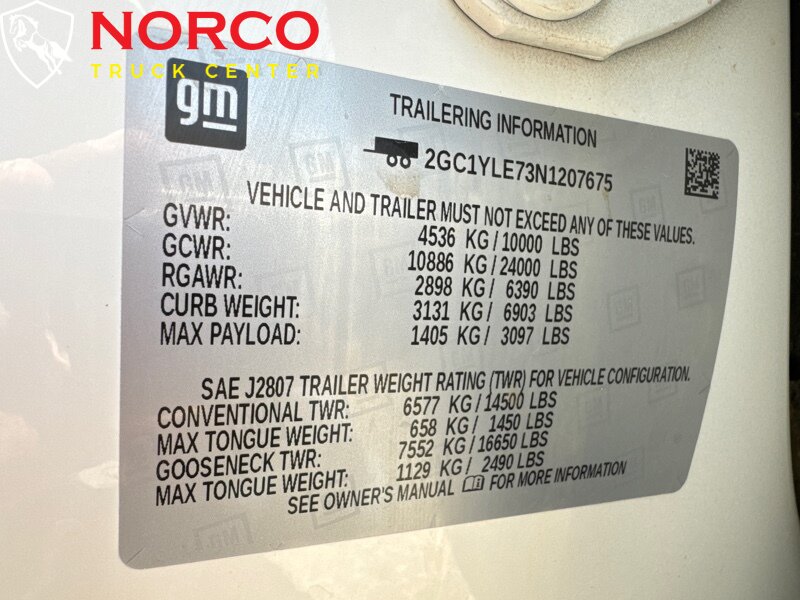 NORCO
TRUCK CENTER
gm
TRAILERING INFORMATION
2GC1YLE73N1207675
VEHICLE AND TRAILER MUST NOT EXCEED ANY OF THESE VALUES.
GVWR: 4536 KG / 10000 LBS
GCWR: 10886 KG / 24000 LBS
RGAWR: 2898 KG / 6390 LBS
CURB WEIGHT: 3131 KG / 6903 LBS
MAX PAYLOAD: 1405 KG / 3097 LBS
SAE J2807 TRAILER WEIGHT RATING (TWR) FOR VEHICLE CONFIGURATION.
CONVENTIONAL TWR: 6577 KG / 14500 LBS
MAX TONGUE WEIGHT: 658 KG / 1450 LBS
GOOSENECK TWR: 7552 KG / 16650 LBS
MAX TONGUE WEIGHT: 1129 KG / 2490 LBS
SEE OWNER'S MANUAL FOR MORE INFORMATION